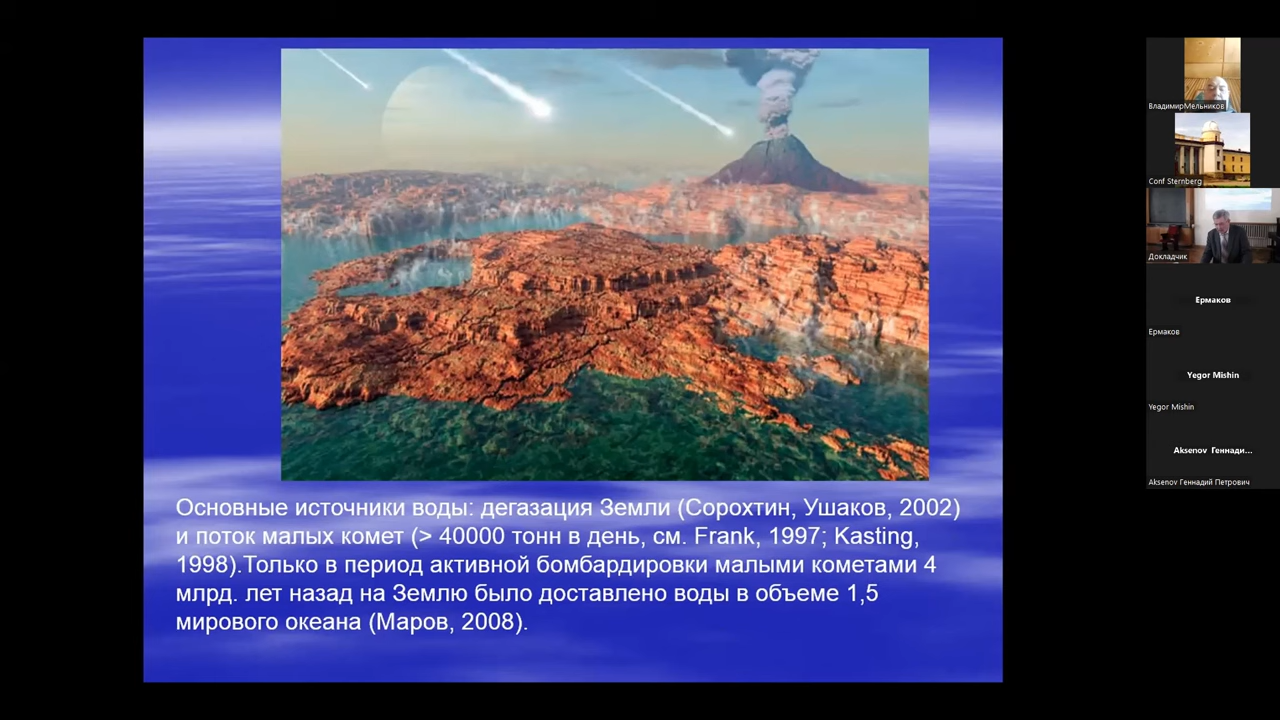 Основные источники воды: дегазация Земли (Сорохтин, Ушаков, 2002)
и поток малых комет (> 40000 тонн в день, см. Frank, 1997; Kasting,
1998).Только в период активной бомбардировки малыми кометами 4
млрд. лет назад на Землю было доставлено воды в объеме 1,5
мирового океана (Маров, 2008).
ВладимирМельников
Conf Sternberg
Докладчик
Ермаков
Ермаков
Yegor Mishin
Yegor Mishin
Aksenov Геннади...
Aksenov Геннадий Петрович